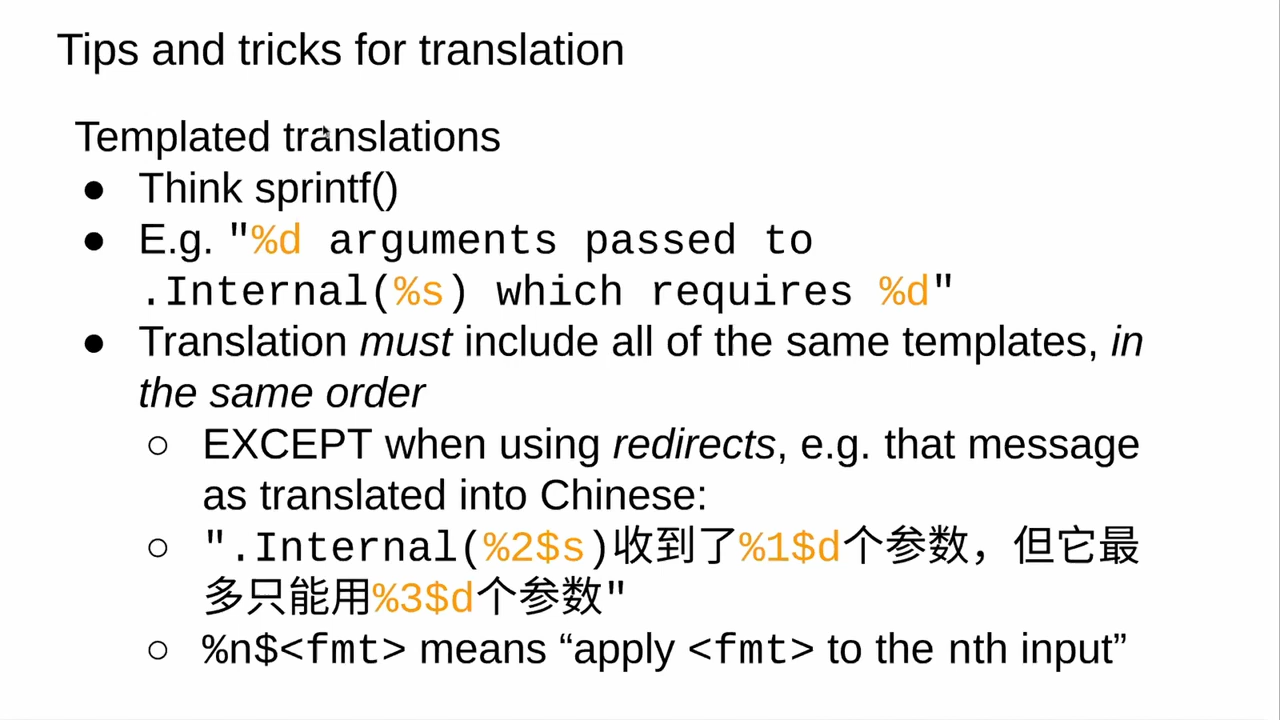 Tips and tricks for translation
Templated translations
● Think sprintf()
● E.g. "%d arguments passed to
.Internal(%s) which requires %d"
● Translation must include all of the same templates, in
the same order
○ EXCEPT when using redirects, e.g. that message
as translated into Chinese:
○ ".Internal(%2$s)收到了%1$d个参数，但它最
多只能用%3$d个参数"
○ %n$<fmt> means “apply <fmt> to the nth input”